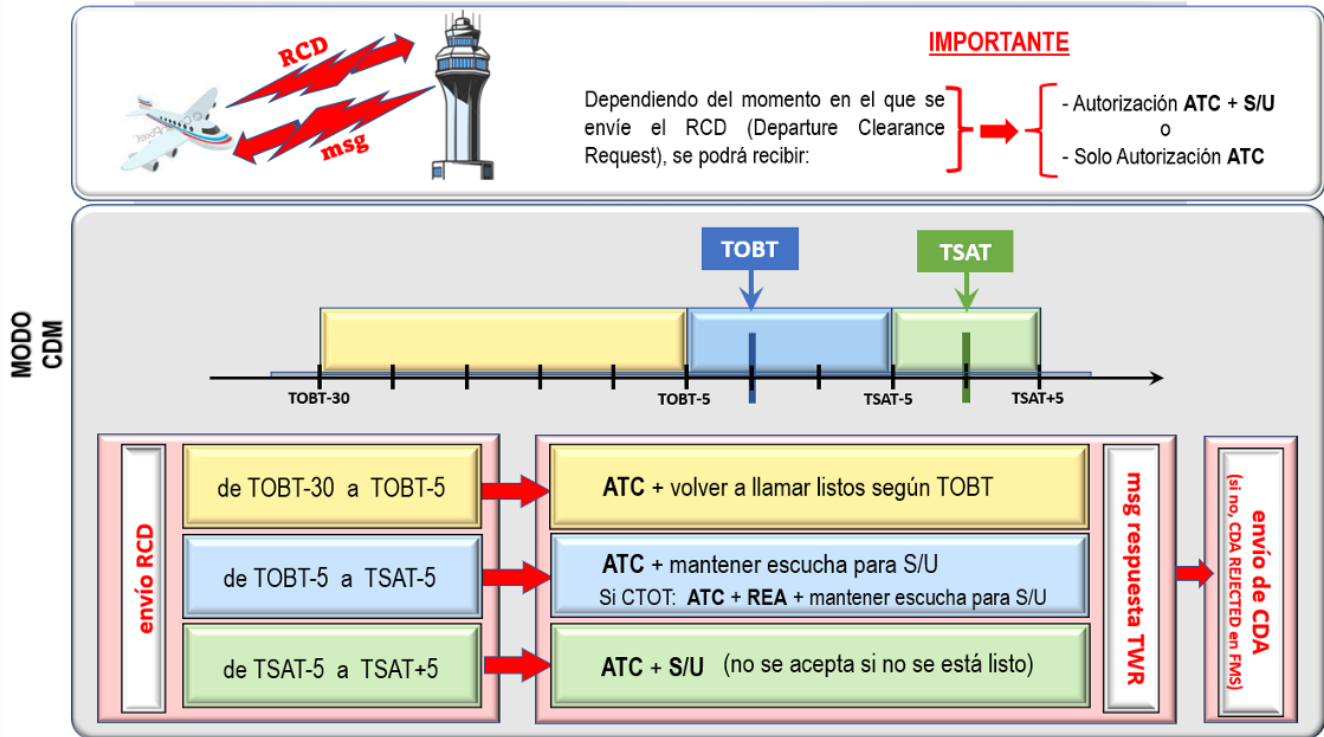 RCD
msg
IMPORTANTE
Dependiendo del momento en el que se
envíe el RCD (Departure Clearance
Request), se podrá recibir:
- Autorización ATC + S/U
o
- Solo Autorización ATC
MODO
CDM
TOBT
TSAT
TOBT-30
TOBT-5
TSAT-5
TSAT+5
envío RCD
de TOBT-30 a TOBT-5
ATC + volver a llamar listos según TOBT
de TOBT-5 a TSAT-5
ATC + mantener escucha para S/U
Si CTOT: ATC + REA + mantener escucha para S/U
de TSAT-5 a TSAT+5
ATC + S/U (no se acepta si no se está listo)
msg respuesta TWR
envío de CDA
(si no, CDA REJECTED en FMS)